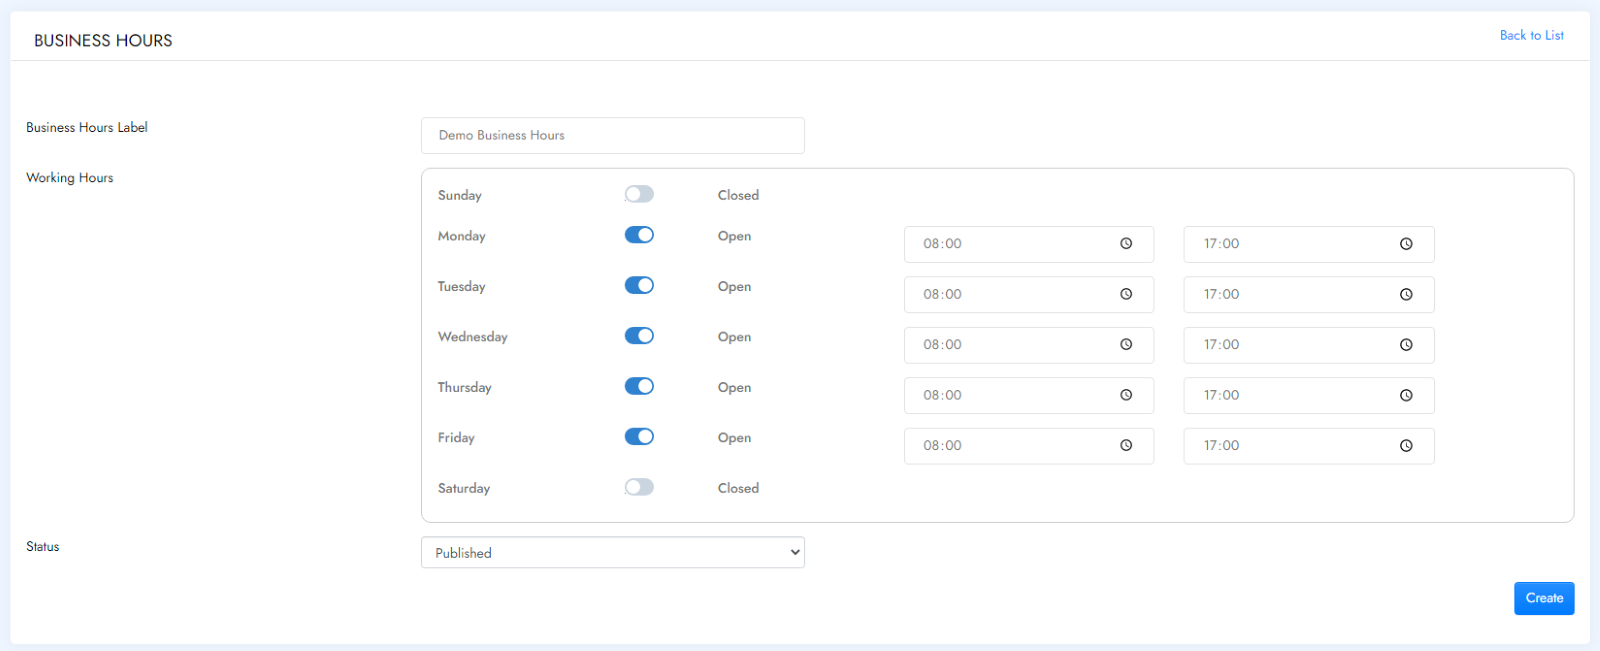 BUSINESS HOURS
Back to List
Business Hours Label
Demo Business Hours
Working Hours
Sunday Closed
Monday Open 08:00 17:00
Tuesday Open 08:00 17:00
Wednesday Open 08:00 17:00
Thursday Open 08:00 17:00
Friday Open 08:00 17:00
Saturday Closed
Status
Published
Create